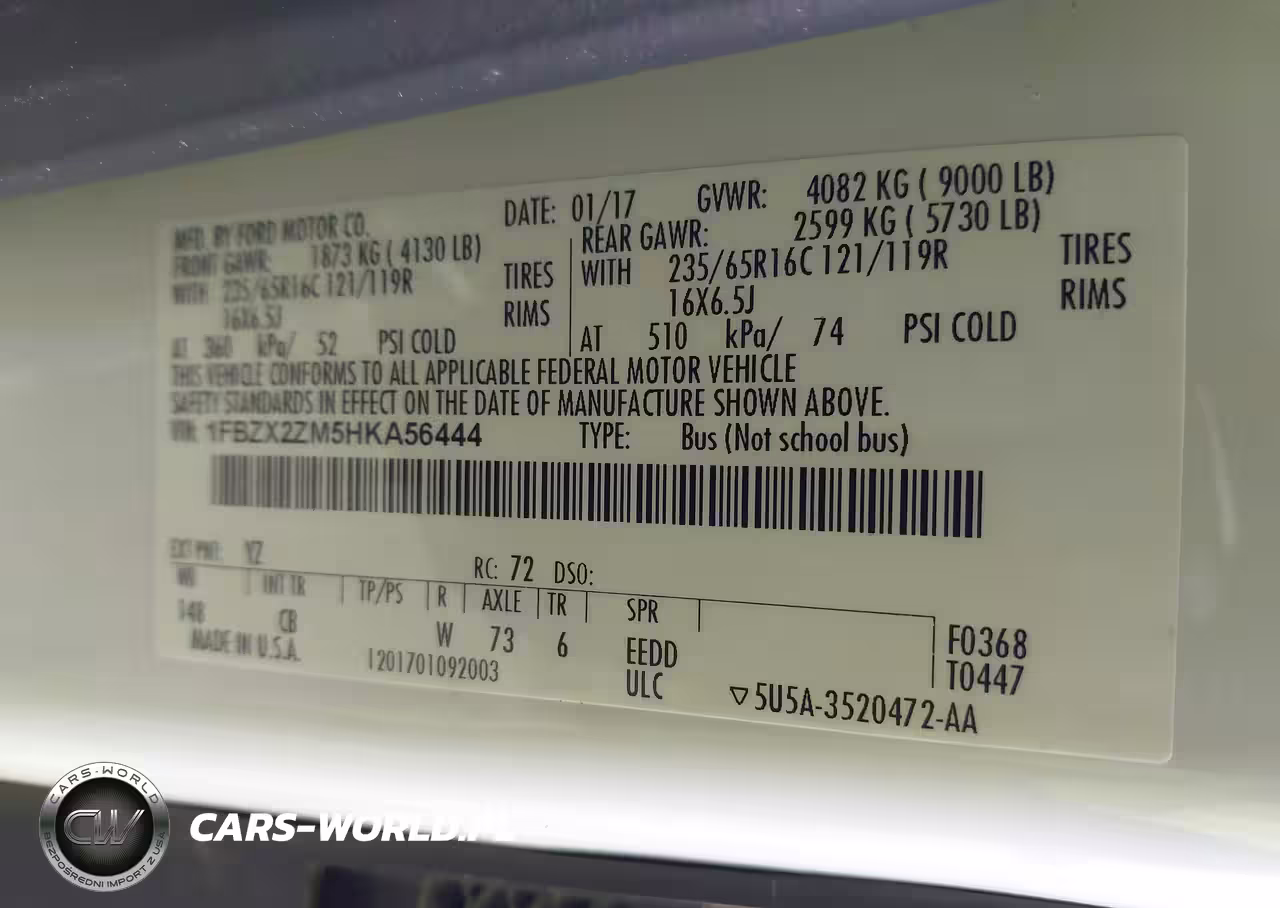 MFD. BY FORD MOTOR CO. DATE: 01/17 GVWR: 4082 KG ( 9000 LB)
FRONT GAWR: 1873 KG ( 4130 LB) REAR GAWR: 2599 KG ( 5730 LB)
WITH 235/65R16C 121/119R TIRES WITH 235/65R16C 121/119R TIRES
16X6.5J RIMS 16X6.5J RIMS
AT 360 kPa/ 52 PSI COLD AT 510 kPa/ 74 PSI COLD
THIS VEHICLE CONFORMS TO ALL APPLICABLE FEDERAL MOTOR VEHICLE
SAFETY STANDARDS IN EFFECT ON THE DATE OF MANUFACTURE SHOWN ABOVE.
VIN: 1FBZX2ZM5HKA56444 TYPE: Bus (Not school bus)
EXT PNT: YZ RC: 72 DSO:
WB INT TR TP/PS R AXLE TR SPR
148 CB W 73 6 EEDD F0368
MADE IN U.S.A. 1201701092003 ULC T0447
▽5U5A-3520472-AA
CARS-WORLD
CW
BEZPOŚREDNI IMPORT Z USA
CARS-WORLD.PL